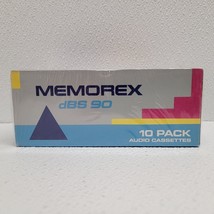 MEMOREX
dBS 90
10 PACK
AUDIO CASSETTES